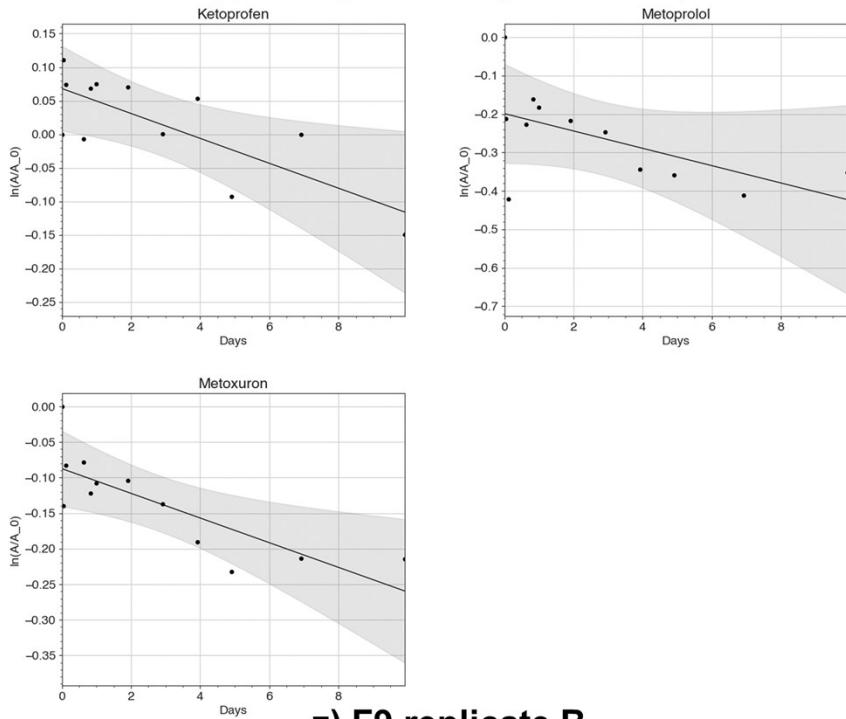 Ketoprofen
0.15
0.10
0.05
0.00
−0.05
−0.10
−0.15
−0.20
−0.25
ln(A/A_0)
0 2 4 6 8
Days
Metoprolol
0.0
−0.1
−0.2
−0.3
−0.4
−0.5
−0.6
−0.7
ln(A/A_0)
0 2 4 6 8
Days
Metoxuron
0.00
−0.05
−0.10
−0.15
−0.20
−0.25
−0.30
−0.35
ln(A/A_0)
0 2 4 6 8
Days
replicate